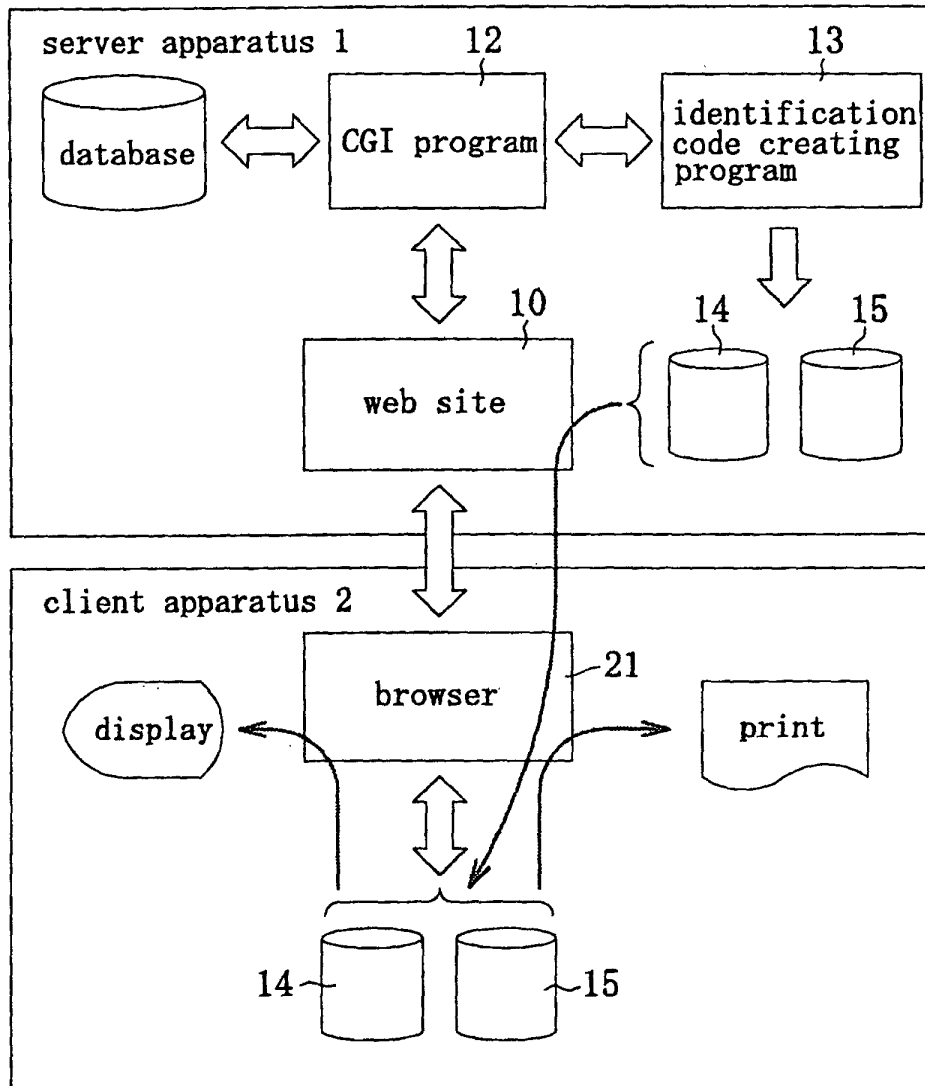 server apparatus 1
12
13
database
CGI program
identification
code creating
program
10
14
15
web site
client apparatus 2
21
browser
display
print
14
15